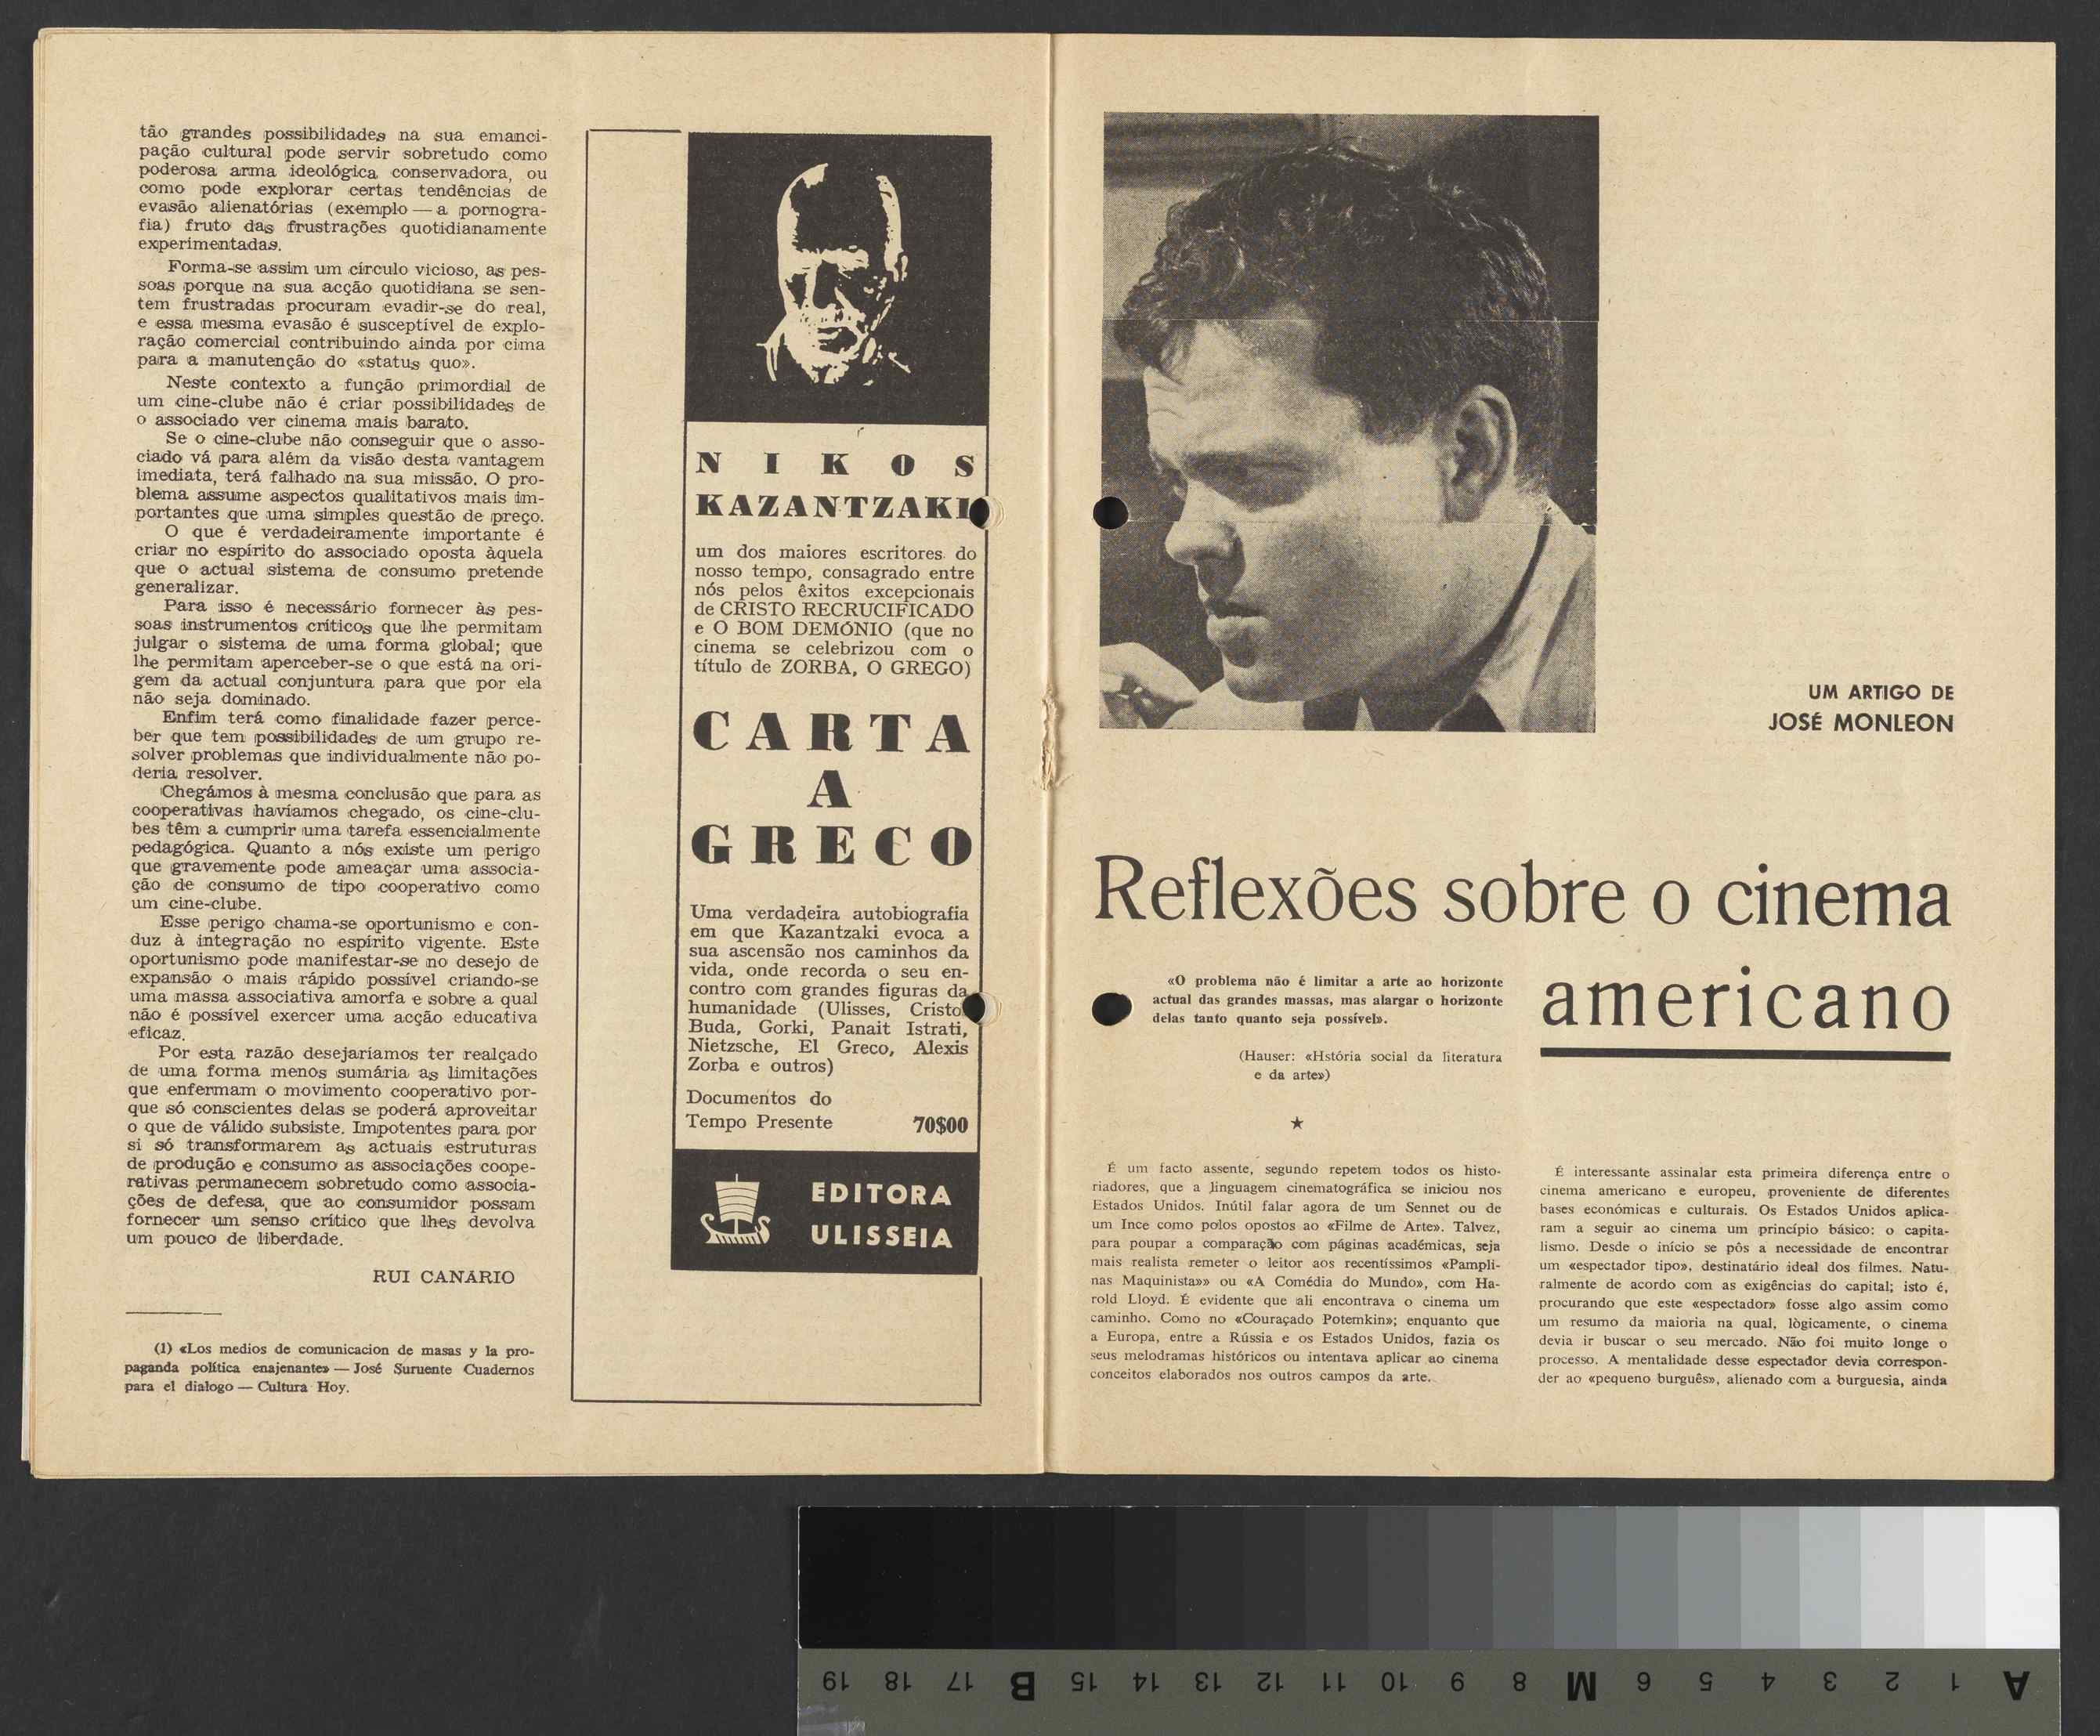 tão grandes possibilidades na sua emanci-
pação cultural pode servir sobretudo como
poderosa arma ideológica conservadora, ou
como pode explorar certas tendências de
evasão alienatórias (exemplo — a pornogra-
fia) fruto das frustrações quotidianamente
experimentadas.
Forma-se assim um círculo vicioso, as pes-
soas porque na sua acção quotidiana se sen-
tem frustradas procuram evadir-se do real,
e essa mesma evasão é susceptível de explo-
ração comercial contribuindo ainda por cima
para a manutenção do «status quo».
Neste contexto a função primordial de
um cine-clube não é criar possibilidades de
o associado ver cinema mais barato.
Se o cine-clube não conseguir que o asso-
ciado vá para além da visão desta vantagem
imediata, terá falhado na sua missão. O pro-
blema assume aspectos qualitativos mais im-
portantes que uma simples questão de preço.
O que é verdadeiramente importante é
criar no espírito do associado oposta àquela
que o actual sistema de consumo pretende
generalizar.
Para isso é necessário fornecer às pes-
soas instrumentos críticos que lhe permitam
julgar o sistema de uma forma global; que
lhe permitam aperceber-se o que está na ori-
gem da actual conjuntura para que por ela
não seja dominado.
Enfim terá como finalidade fazer perce-
ber que tem possibilidades de um grupo re-
solver problemas que individualmente não po-
deria resolver.
Chegámos à mesma conclusão que para as
cooperativas havíamos chegado, os cine-clu-
bes têm a cumprir uma tarefa essencialmente
pedagógica. Quanto a nós existe um perigo
que gravemente pode ameaçar uma associa-
ção de consumo de tipo cooperativo como
um cine-clube.
Esse perigo chama-se oportunismo e con-
duz à integração no espírito vigente. Este
oportunismo pode manifestar-se no desejo de
expansão o mais rápido possível criando-se
uma massa associativa amorfa e sobre a qual
não é possível exercer uma acção educativa
eficaz.
Por esta razão desejaríamos ter realçado
de uma forma menos sumária as limitações
que enfermam o movimento cooperativo por-
que só conscientes delas se poderá aproveitar
o que de válido subsiste. Impotentes para por
si só transformarem as actuais estruturas
de produção e consumo as associações coope-
rativas permanecem sobretudo como associa-
ções de defesa, que ao consumidor possam
fornecer um senso crítico que lhes devolva
um pouco de liberdade.
RUI CANARIO
(1) «Los medios de comunicacion de masas y la pro-
paganda política enajenante» — José Suruente Cuadernos
para el dialogo — Cultura Hoy.
NIKOS
KAZANTZAKI
um dos maiores escritores do
nosso tempo, consagrado entre
nós pelos êxitos excepcionais
de CRISTO RECRUCIFICADO
e O BOM DEMÓNIO (que no
cinema se celebrizou com o
título de ZORBA, O GREGO)
CARTA
A
GRECO
Uma verdadeira autobiografia
em que Kazantzaki evoca a
sua ascensão nos caminhos da
vida, onde recorda o seu en-
contro com grandes figuras da
humanidade (Ulisses, Cristo
Buda, Gorki, Panait Istrati,
Nietzsche, El Greco, Alexis
Zorba e outros)
Documentos do
Tempo Presente 70$00
EDITORA
ULISSEIA
UM ARTIGO DE
JOSÉ MONLEON
Reflexões sobre o cinema
americano
«O problema não é limitar a arte ao horizonte
actual das grandes massas, mas alargar o horizonte
delas tanto quanto seja possível».
(Hauser: «Hstória social da literatura
e da arte»)
★
É um facto assente, segundo repetem todos os histo-
riadores, que a linguagem cinematográfica se iniciou nos
Estados Unidos. Inútil falar agora de um Sennet ou de
um Ince como polos opostos ao «Filme de Arte». Talvez,
para poupar a comparação com páginas académicas, seja
mais realista remeter o leitor aos recentíssimos «Pampli-
nas Maquinista»» ou «A Comédia do Mundo», com Ha-
rold Lloyd. É evidente que ali encontrava o cinema um
caminho. Como no «Couraçado Potemkin»; enquanto que
a Europa, entre a Rússia e os Estados Unidos, fazia os
seus melodramas históricos ou intentava aplicar ao cinema
conceitos elaborados nos outros campos da arte.
É interessante assinalar esta primeira diferença entre o
cinema americano e europeu, proveniente de diferentes
bases económicas e culturais. Os Estados Unidos aplica-
ram a seguir ao cinema um princípio básico: o capita-
lismo. Desde o início se pôs a necessidade de encontrar
um «espectador tipo», destinatário ideal dos filmes. Natu-
ralmente de acordo com as exigências do capital; isto é,
procurando que este «espectador» fosse algo assim como
um resumo da maioria na qual, lògicamente, o cinema
devia ir buscar o seu mercado. Não foi muito longe o
processo. A mentalidade desse espectador devia correspon-
der ao «pequeno burguês», alienado com a burguesia, ainda
A 1 2 3 4 5 6 M 8 9 10 11 12 13 14 15 B 17 18 19